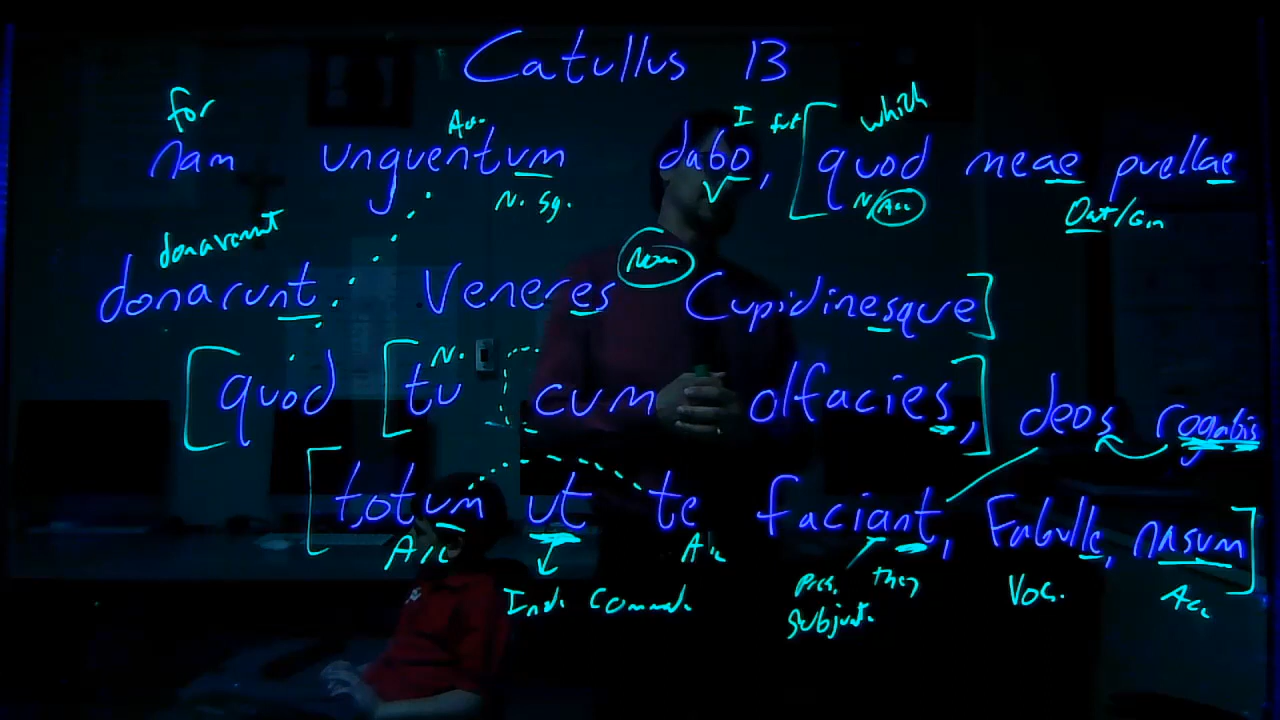 Catullus 13
for Acc. I fut which
nam unguentum dabo, [quod meae puellae
N. Sg. N/Acc Dat/Gen
donaverunt Nom
donarunt Veneres Cupidinesque]
N.
[quod [tu cum olfacies,] deos rogabis
[totum ut te faciant, Fabulle, nasum]
Acc Acc Pres. they Voc. Acc
Ind. Command. Subjunct.